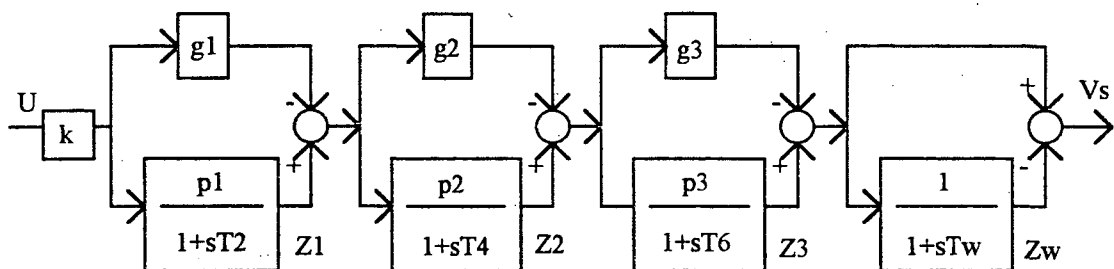 g1
g2
g3
U
k
-
-
-
+
Vs
+
+
+
-
p1
1+sT2
Z1
p2
1+sT4
Z2
p3
1+sT6
Z3
1
1+sTw
Zw